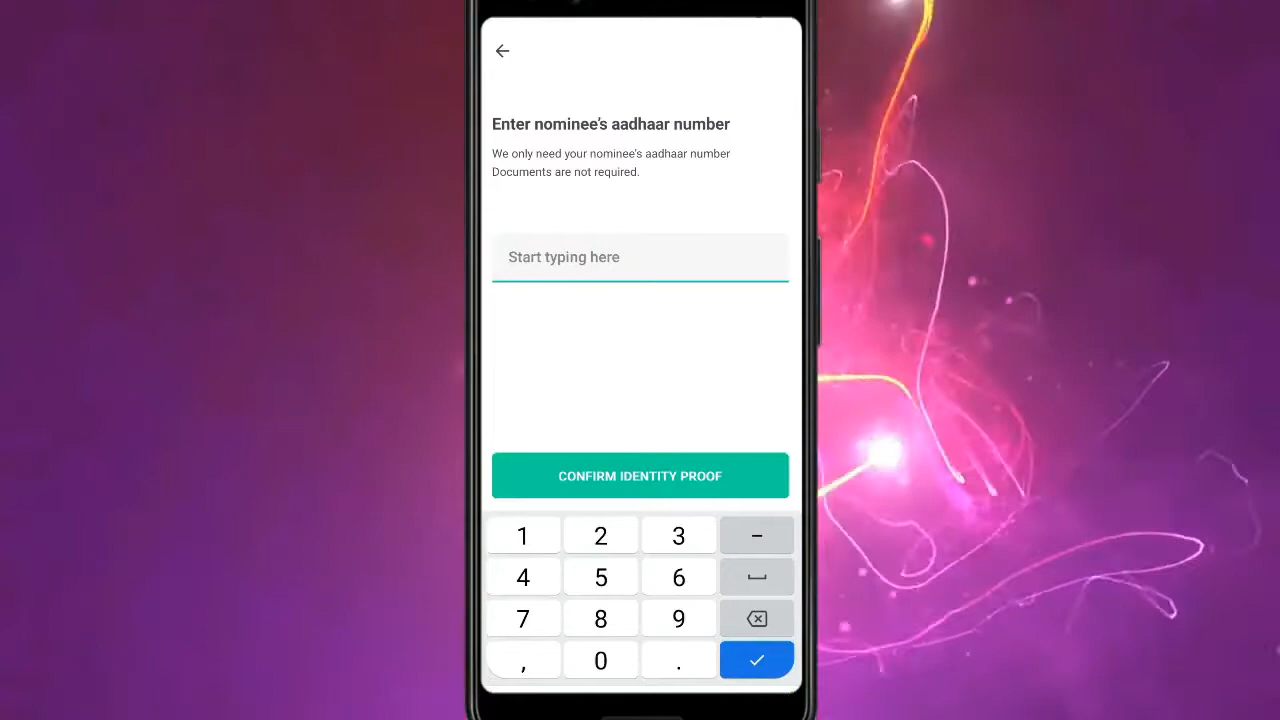 Enter nominee's aadhaar number
We only need your nominee's aadhaar number
Documents are not required.
Start typing here
CONFIRM IDENTITY PROOF
1 2 3 -
4 5 6
7 8 9
, 0 .